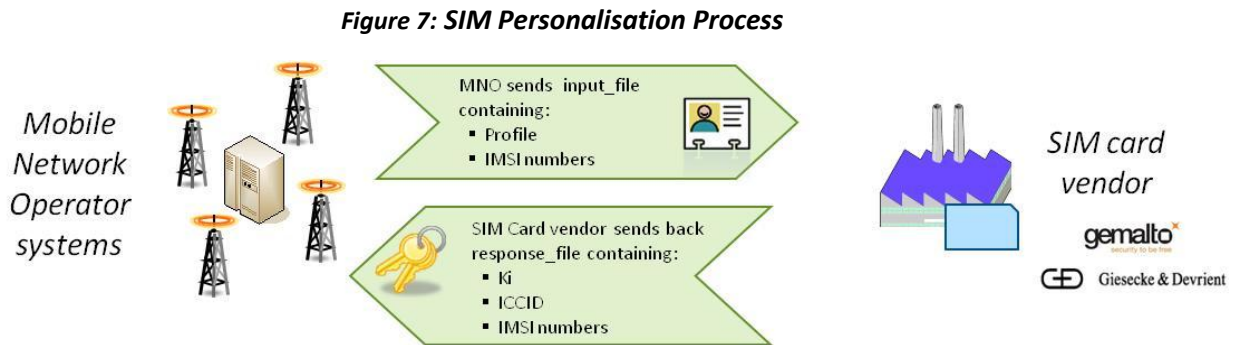 Figure 7: SIM Personalisation Process
Mobile
Network
Operator
systems
MNO sends input_file
containing:
▪ Profile
▪ IMSI numbers
SIM Card vendor sends back
response_file containing:
▪ Ki
▪ ICCID
▪ IMSI numbers
SIM card
vendor
gemalto
security to be free
Giesecke & Devrient